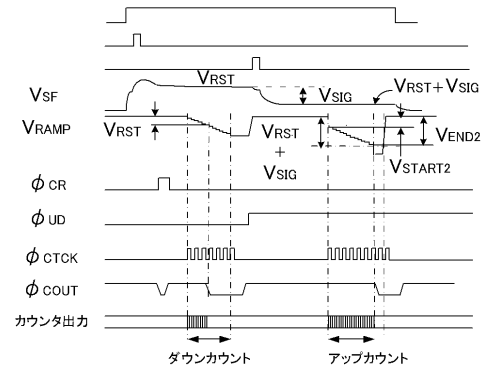 VRST
VSIG
VRST+VSIG
VSF
VRAMP
VRST
VRST
+
VSIG
VEND2
VSTART2
φCR
φUD
φCTCK
φCOUT
カウンタ出力
ダウンカウント
アップカウント